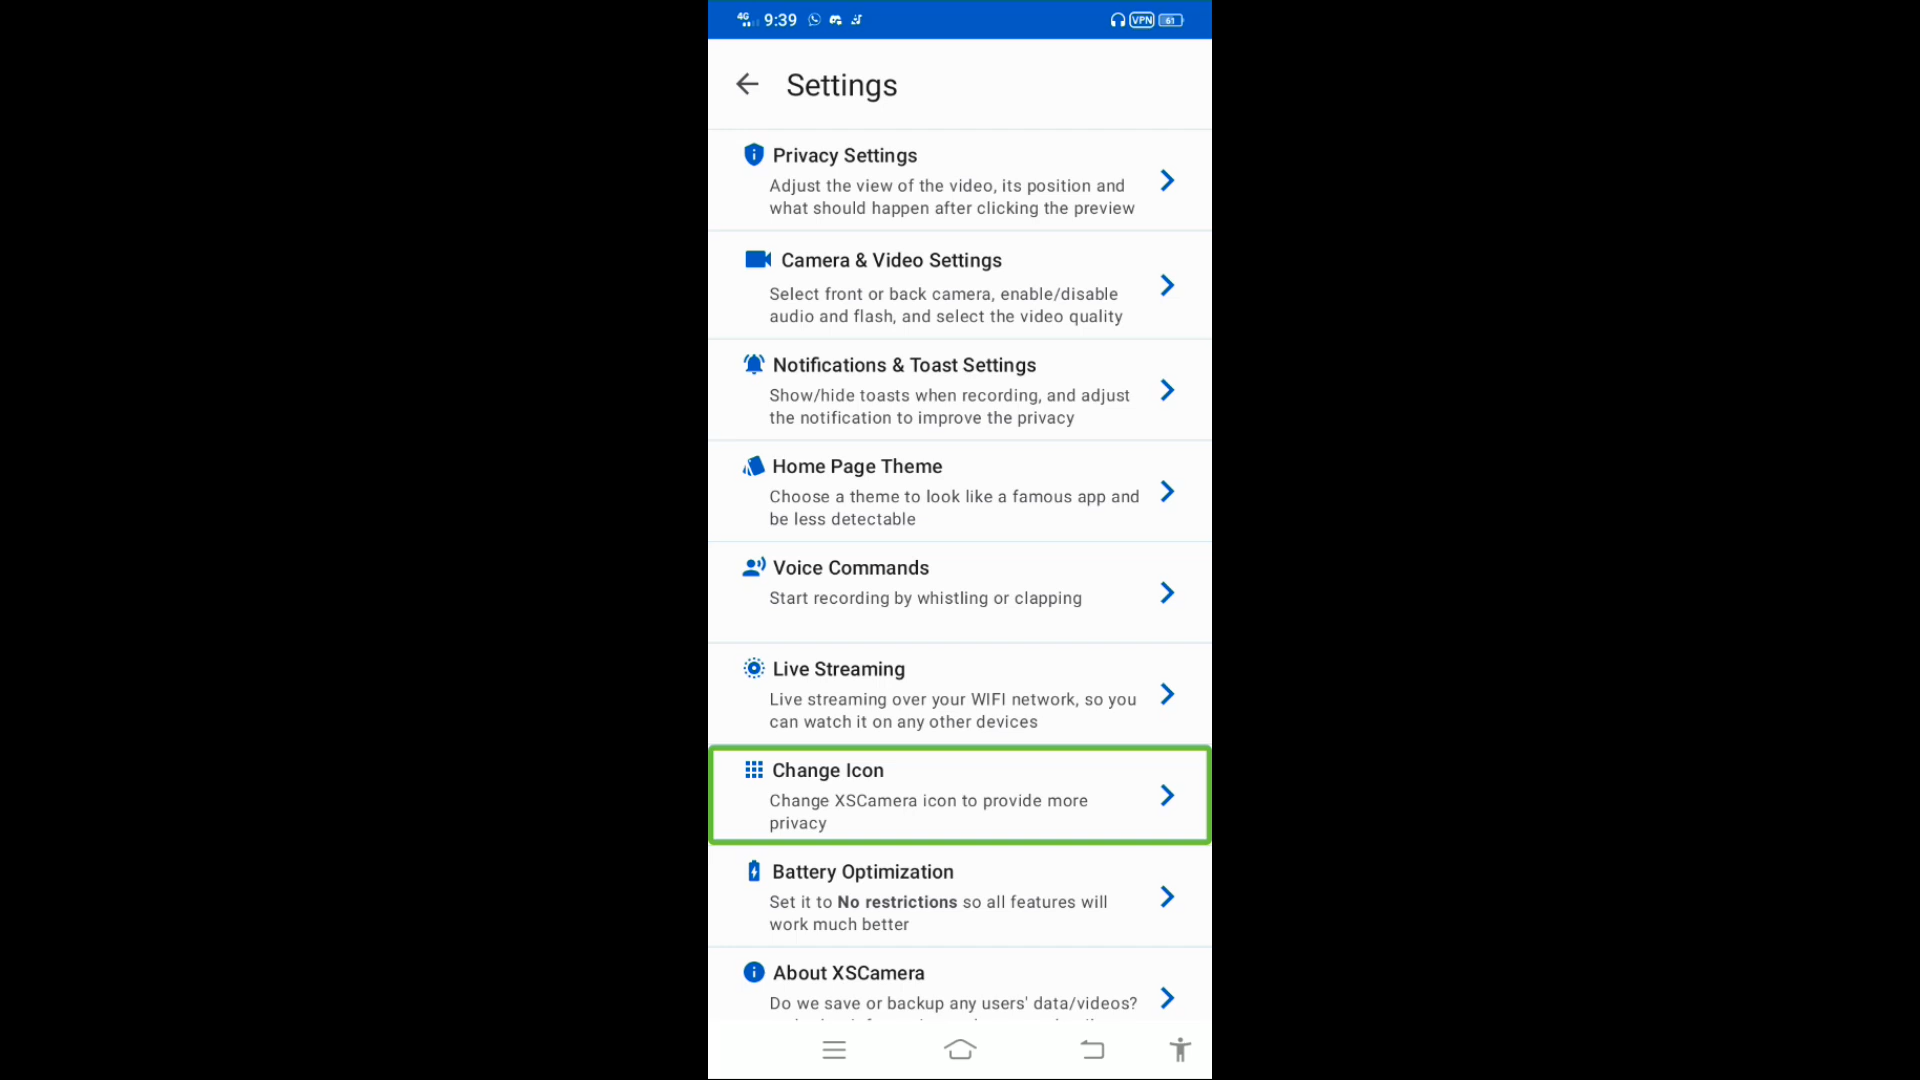 4G 9:39 VPN 61
Settings
Privacy Settings
Adjust the view of the video, its position and
what should happen after clicking the preview
Camera & Video Settings
Select front or back camera, enable/disable
audio and flash, and select the video quality
Notifications & Toast Settings
Show/hide toasts when recording, and adjust
the notification to improve the privacy
Home Page Theme
Choose a theme to look like a famous app and
be less detectable
Voice Commands
Start recording by whistling or clapping
Live Streaming
Live streaming over your WIFI network, so you
can watch it on any other devices
Change Icon
Change XSCamera icon to provide more
privacy
Battery Optimization
Set it to No restrictions so all features will
work much better
About XSCamera
Do we save or backup any users' data/videos?